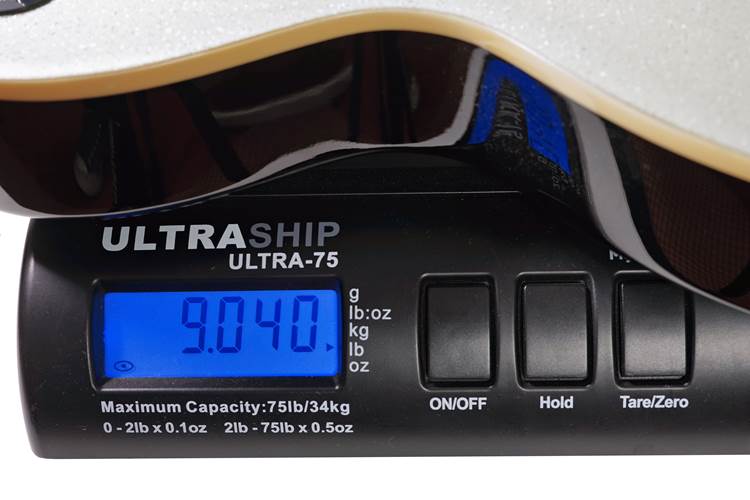 ULTRASHIP
ULTRA-75
9.040
g
lb:oz
kg
lb
oz
Maximum Capacity:75lb/34kg
0 - 2lb x 0.1oz 2lb - 75lb x 0.5oz
ON/OFF
Hold
Tare/Zero